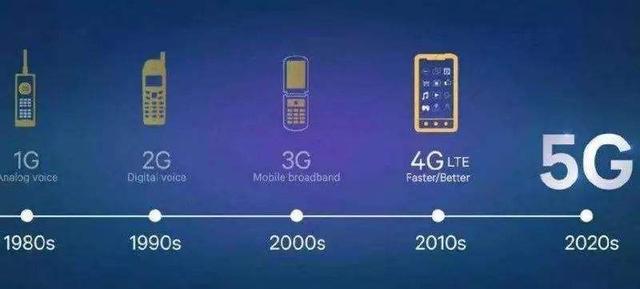 1G
Analog voice
1980s
2G
Digital voice
1990s
3G
Mobile broadband
2000s
4G LTE
Faster/Better
2010s
5G
2020s